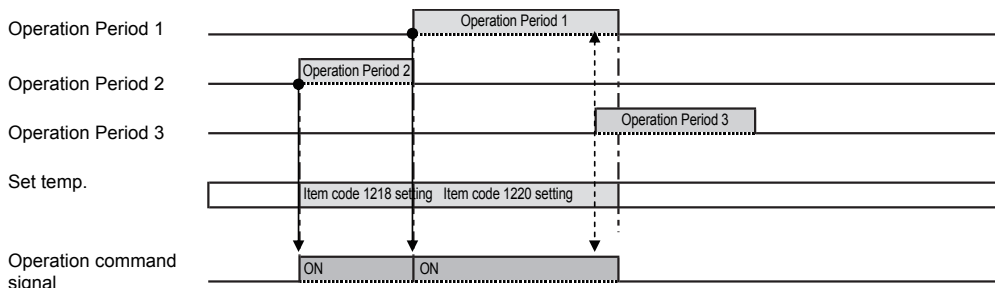 Operation Period 1
Operation Period 1
Operation Period 2
Operation Period 2
Operation Period 3
Operation Period 3
Set temp.
Item code 1218 setting
Item code 1220 setting
Operation command
signal
ON
ON